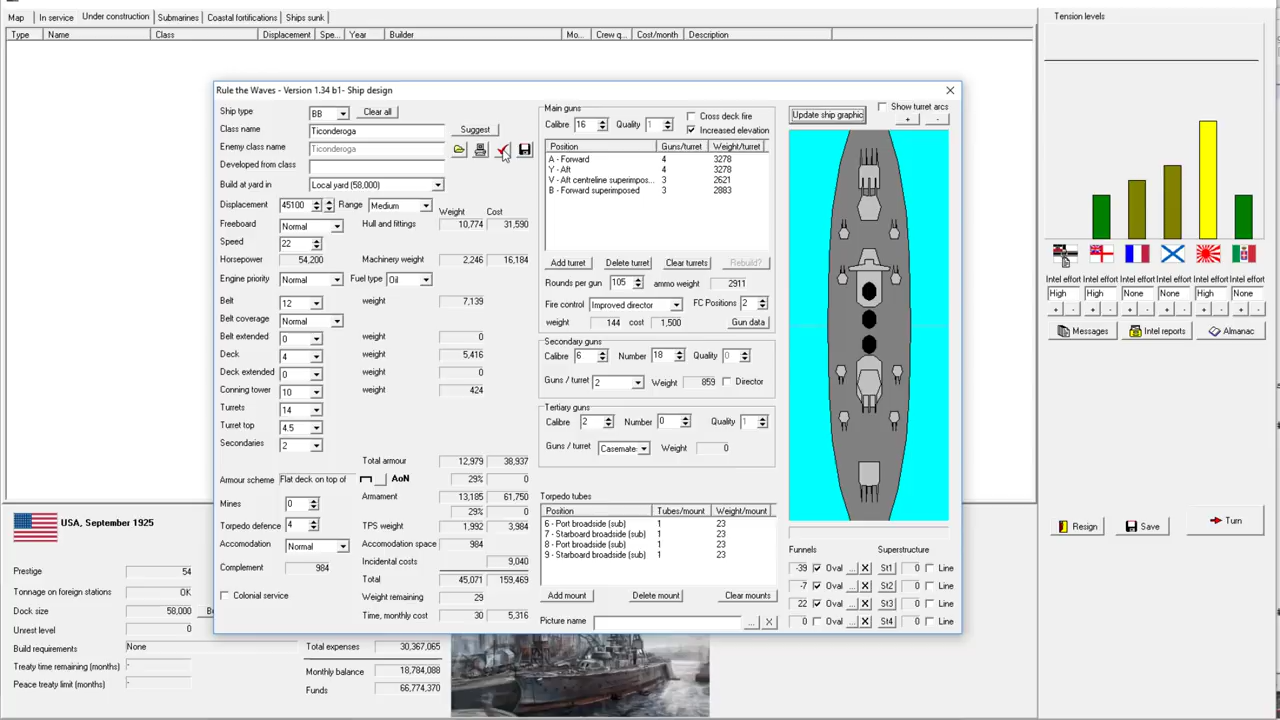 Map In service Under construction Submarines Coastal fortifications Ships sunk
Type Name Class Displacement Spe... Year Builder Mo... Crew q... Cost/month Description
Tension levels
Rule the Waves - Version 1.34 b1- Ship design
Ship type BB Clear all
Class name Ticonderoga Suggest
Enemy class name Ticonderoga
Developed from class
Build at yard in Local yard (58,000)
Displacement 45100 Range Medium Weight Cost
Freeboard Normal Hull and fittings 10,774 31,590
Speed 22
Horsepower 54,200 Machinery weight 2,246 16,184
Engine priority Normal Fuel type Oil
Belt 12 weight 7,139
Belt coverage Normal
Belt extended 0 weight 0
Deck 4 weight 5,416
Deck extended 0 weight 0
Conning tower 10 weight 424
Turrets 14
Turret top 4.5
Secondaries 2
Total armour 12,979 38,937
Armour scheme Flat deck on top of AoN 29% 0
Mines 0 Armament 13,185 61,750
29% 0
Torpedo defence 4 TPS weight 1,992 3,984
Accomodation Normal Accomodation space 984
Complement 984 Incidental costs 9,040
Total 45,071 159,469
Colonial service Weight remaining 29
Time, monthly cost 30 5,316
Main guns
Calibre 16 Quality 1 Cross deck fire
Increased elevation
Position Guns/turret Weight/turret
A - Forward 4 3278
Y - Aft 4 3278
V - Aft centreline superimpos... 3 2621
B - Forward superimposed 3 2883
Add turret Delete turret Clear turrets Rebuild?
Rounds per gun 105 ammo weight 2911
Fire control Improved director FC Positions 2
weight 144 cost 1,500 Gun data
Secondary guns
Calibre 6 Number 18 Quality 0
Guns / turret 2 Weight 859 Director
Tertiary guns
Calibre 2 Number 0 Quality 1
Guns / turret Casemate Weight 0
Torpedo tubes
Position Tubes/mount Weight/mount
6 - Port broadside (sub) 1 23
7 - Starboard broadside (sub) 1 23
8 - Port broadside (sub) 1 23
9 - Starboard broadside (sub) 1 23
Add mount Delete mount Clear mounts
Picture name ... X
Update ship graphic Show turret arcs
+ -
Funnels Superstructure
-39 Oval ... X St1 0 Line
-7 Oval ... X St2 0 Line
22 Oval ... X St3 0 Line
0 Oval ... X St4 0 Line
Intel effort Intel effort Intel effort Intel effort Intel effort Intel effort
High High None None High None
+ - + - + - + - + - + -
Messages Intel reports Almanac
Resign Save Turn
USA, September 1925
Prestige 54
Tonnage on foreign stations OK
Dock size 58,000
Unrest level 0
Build requirements None
Treaty time remaining (months) -
Peace treaty limit (months) -
Total expenses 30,367,065
Monthly balance 18,784,088
Funds 66,774,370